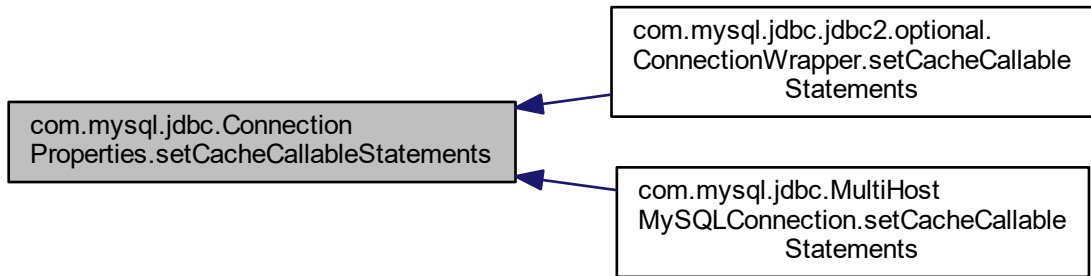 com.mysql.jdbc.jdbc2.optional.
ConnectionWrapper.setCacheCallable
Statements
com.mysql.jdbc.Connection
Properties.setCacheCallableStatements
com.mysql.jdbc.MultiHost
MySQLConnection.setCacheCallable
Statements